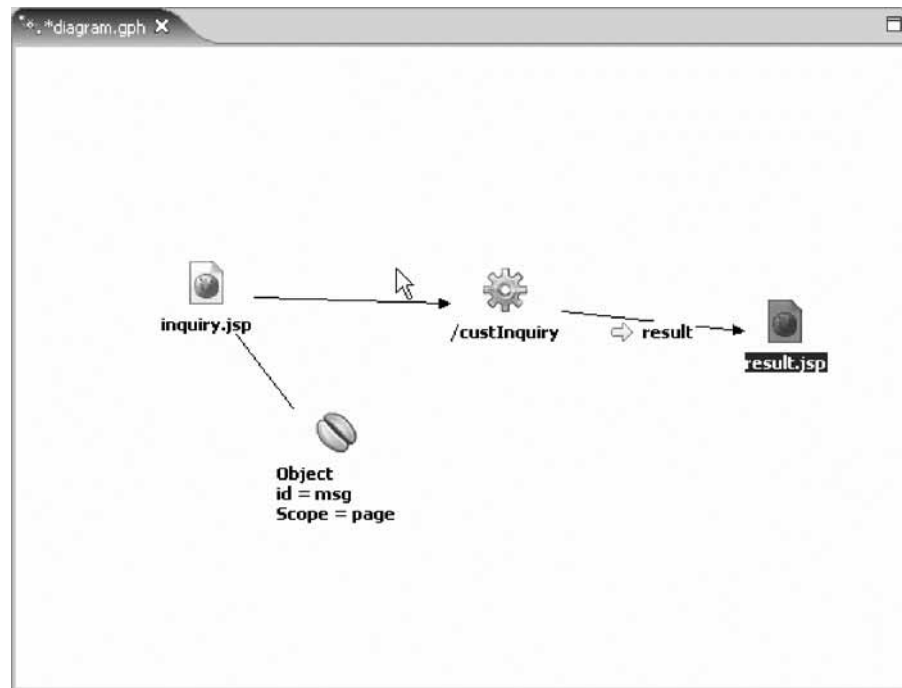 *diagram.gph
inquiry.jsp
/custInquiry
result
result.jsp
Object
id = msg
Scope = page